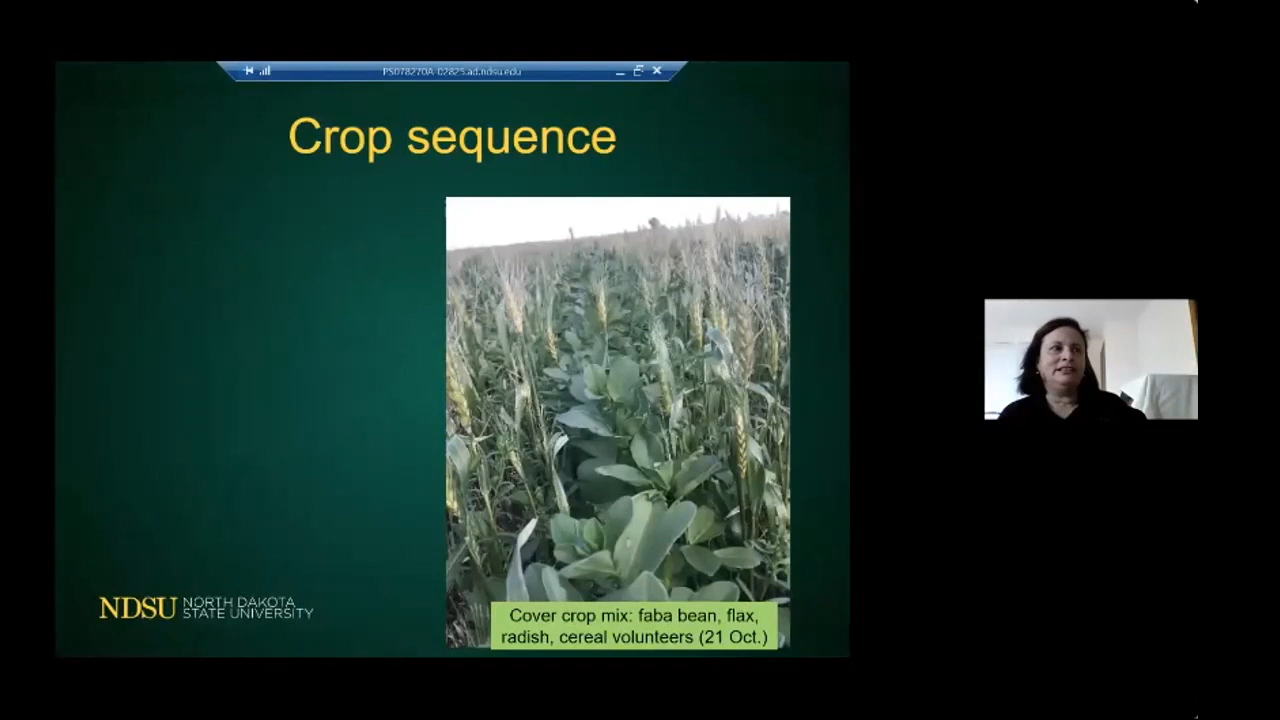 PS078270A-02825.ad.ndsu.edu
Crop sequence
NDSU NORTH DAKOTA
STATE UNIVERSITY
Cover crop mix: faba bean, flax,
radish, cereal volunteers (21 Oct.)